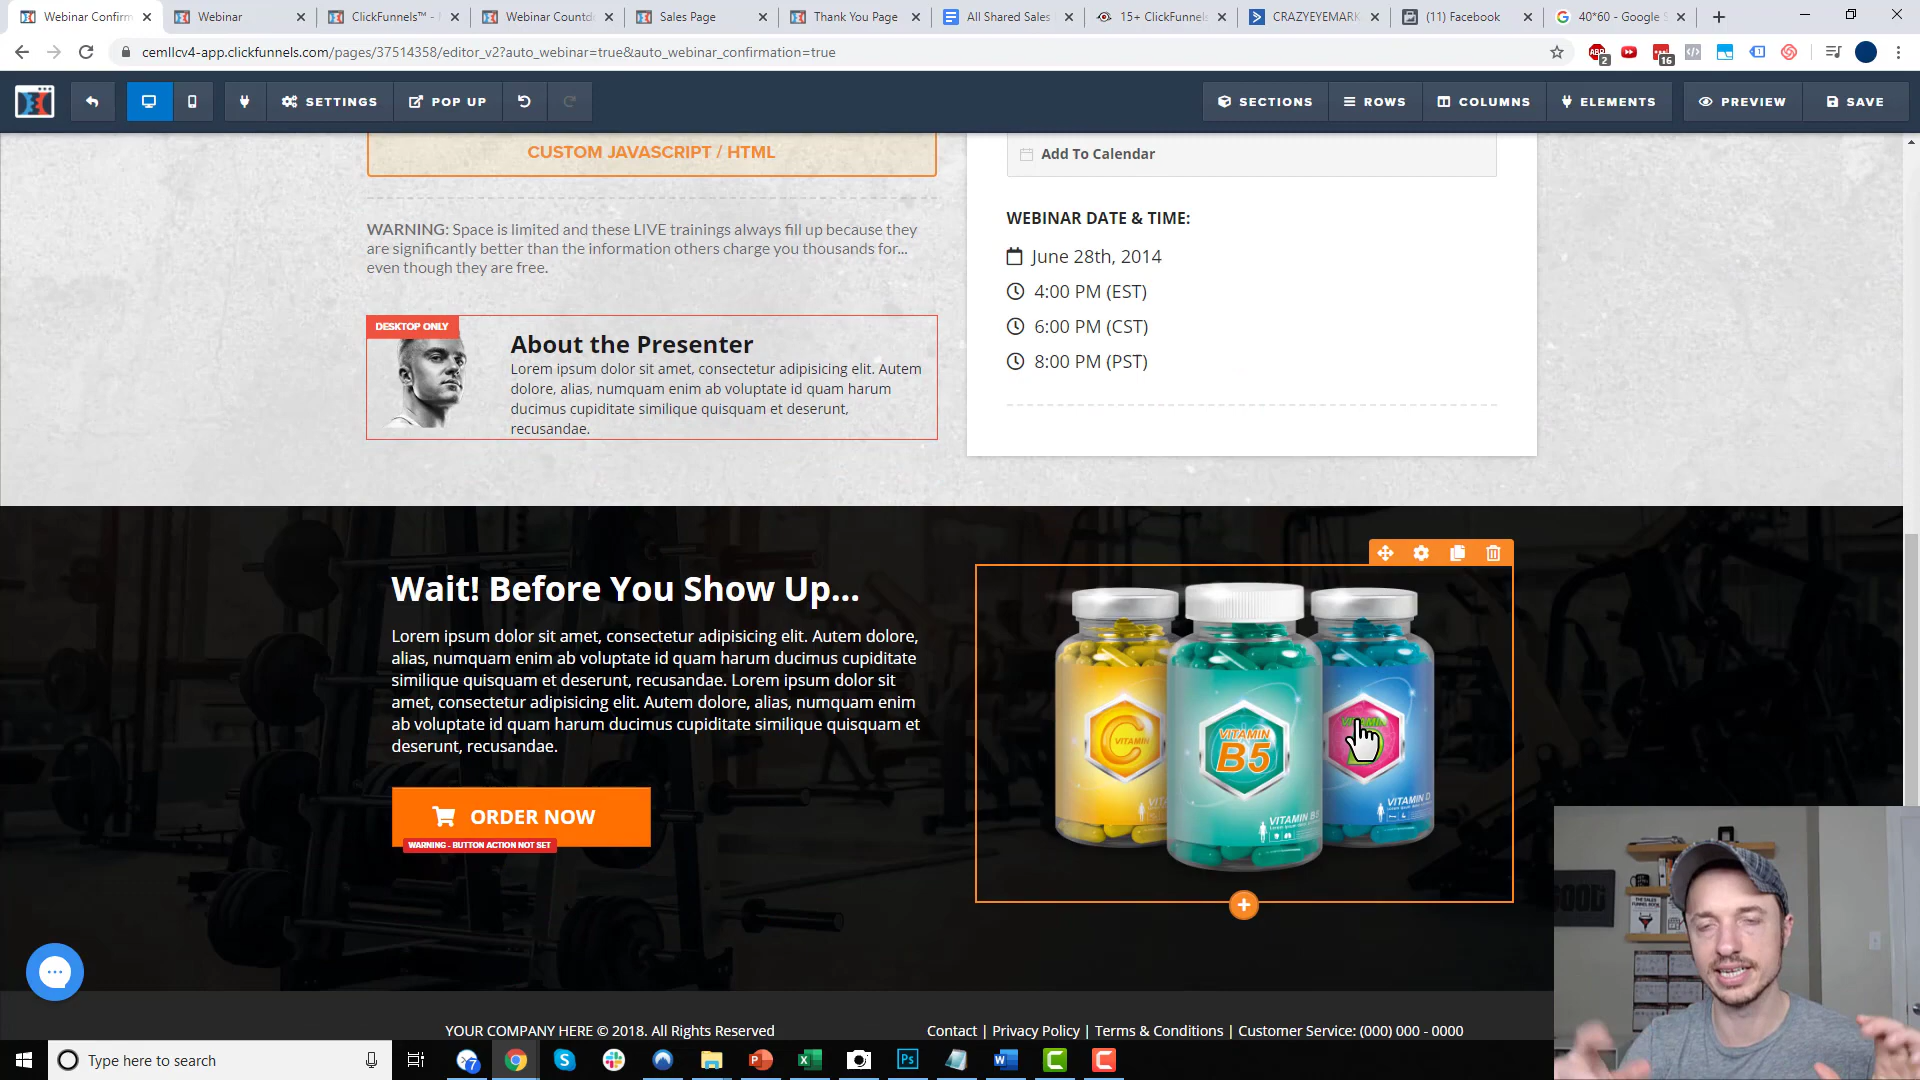 Webinar Confirm
Webinar
ClickFunnels™ -
Webinar Countdo
Sales Page
Thank You Page
All Shared Sales
15+ ClickFunnels
CRAZYEYEMARK
(11) Facebook
40*60 - Google S
cemllcv4-app.clickfunnels.com/pages/37514358/editor_v2?auto_webinar=true&auto_webinar_confirmation=true
ABP
2
16
SETTINGS
POP UP
SECTIONS
ROWS
COLUMNS
ELEMENTS
PREVIEW
SAVE
CUSTOM JAVASCRIPT / HTML
WARNING: Space is limited and these LIVE trainings always fill up because they
are significantly better than the information others charge you thousands for...
even though they are free.
DESKTOP ONLY
About the Presenter
Lorem ipsum dolor sit amet, consectetur adipisicing elit. Autem
dolore, alias, numquam enim ab voluptate id quam harum
ducimus cupiditate similique quisquam et deserunt,
recusandae.
Add To Calendar
WEBINAR DATE & TIME:
June 28th, 2014
4:00 PM (EST)
6:00 PM (CST)
8:00 PM (PST)
Wait! Before You Show Up...
Lorem ipsum dolor sit amet, consectetur adipisicing elit. Autem dolore,
alias, numquam enim ab voluptate id quam harum ducimus cupiditate
similique quisquam et deserunt, recusandae. Lorem ipsum dolor sit
amet, consectetur adipisicing elit. Autem dolore, alias, numquam enim
ab voluptate id quam harum ducimus cupiditate similique quisquam et
deserunt, recusandae.
ORDER NOW
WARNING - BUTTON ACTION NOT SET
C
VITAMIN
VITAMIN
B5
VITAMIN B5
VITAMIN D
YOUR COMPANY HERE © 2018. All Rights Reserved
Contact | Privacy Policy | Terms & Conditions | Customer Service: (000) 000 - 0000
Type here to search
7